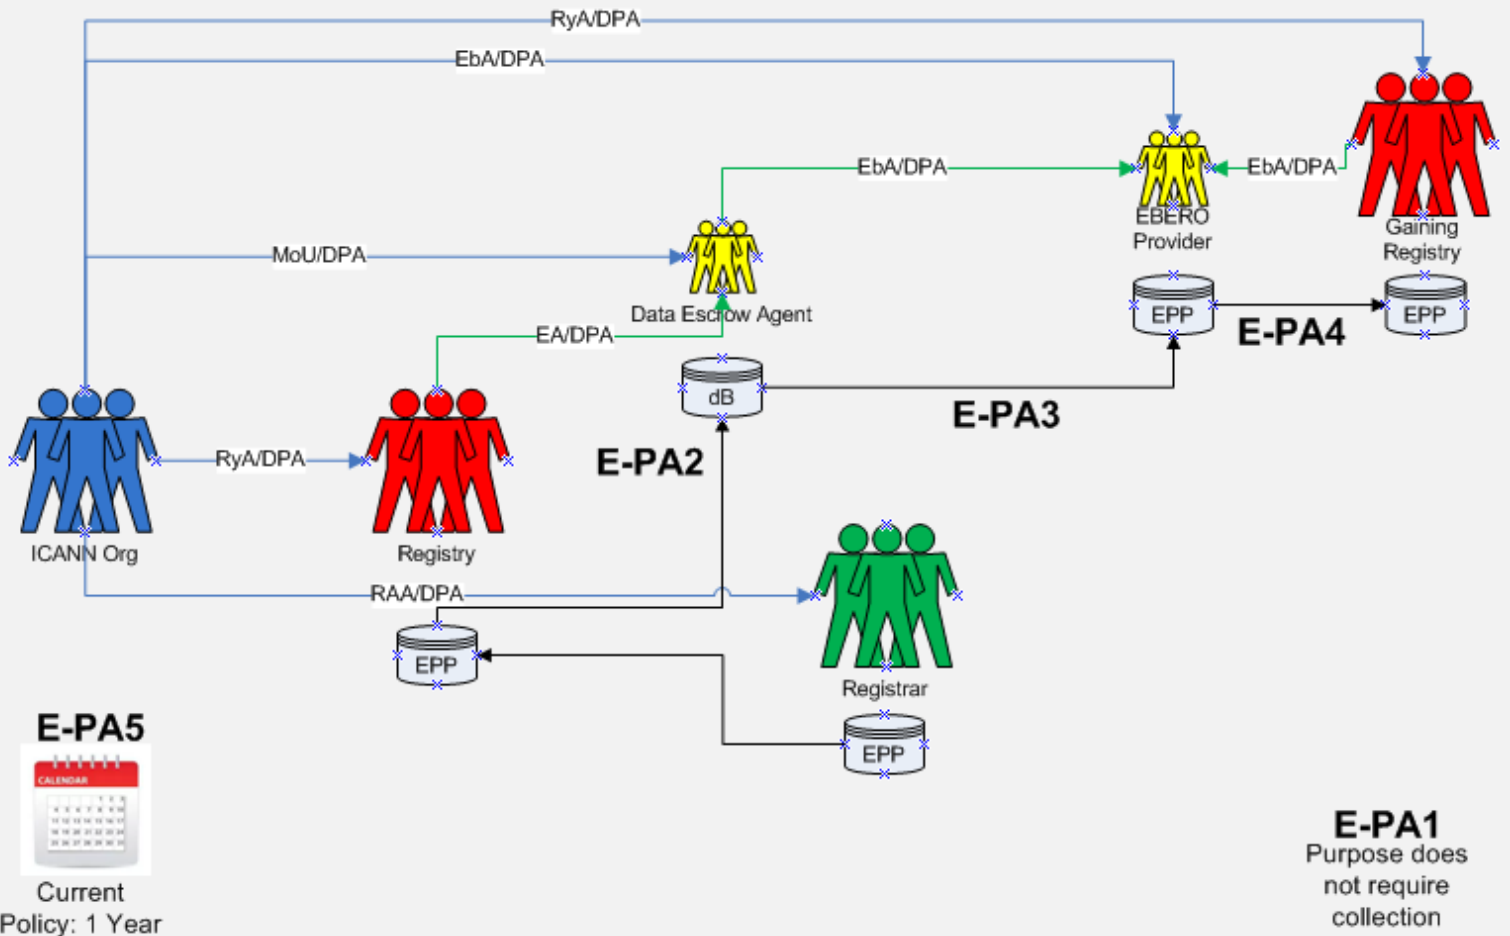 RyA/DPA
EbA/DPA
EbA/DPA
EbA/DPA
EBERO
Provider
Gaining
Registry
MoU/DPA
Data Escrow Agent
EPP
EPP
E-PA4
EA/DPA
dB
E-PA3
RyA/DPA
E-PA2
ICANN Org
Registry
RAA/DPA
EPP
Registrar
E-PA5
EPP
CALENDAR
Current
Policy: 1 Year
E-PA1
Purpose does
not require
collection